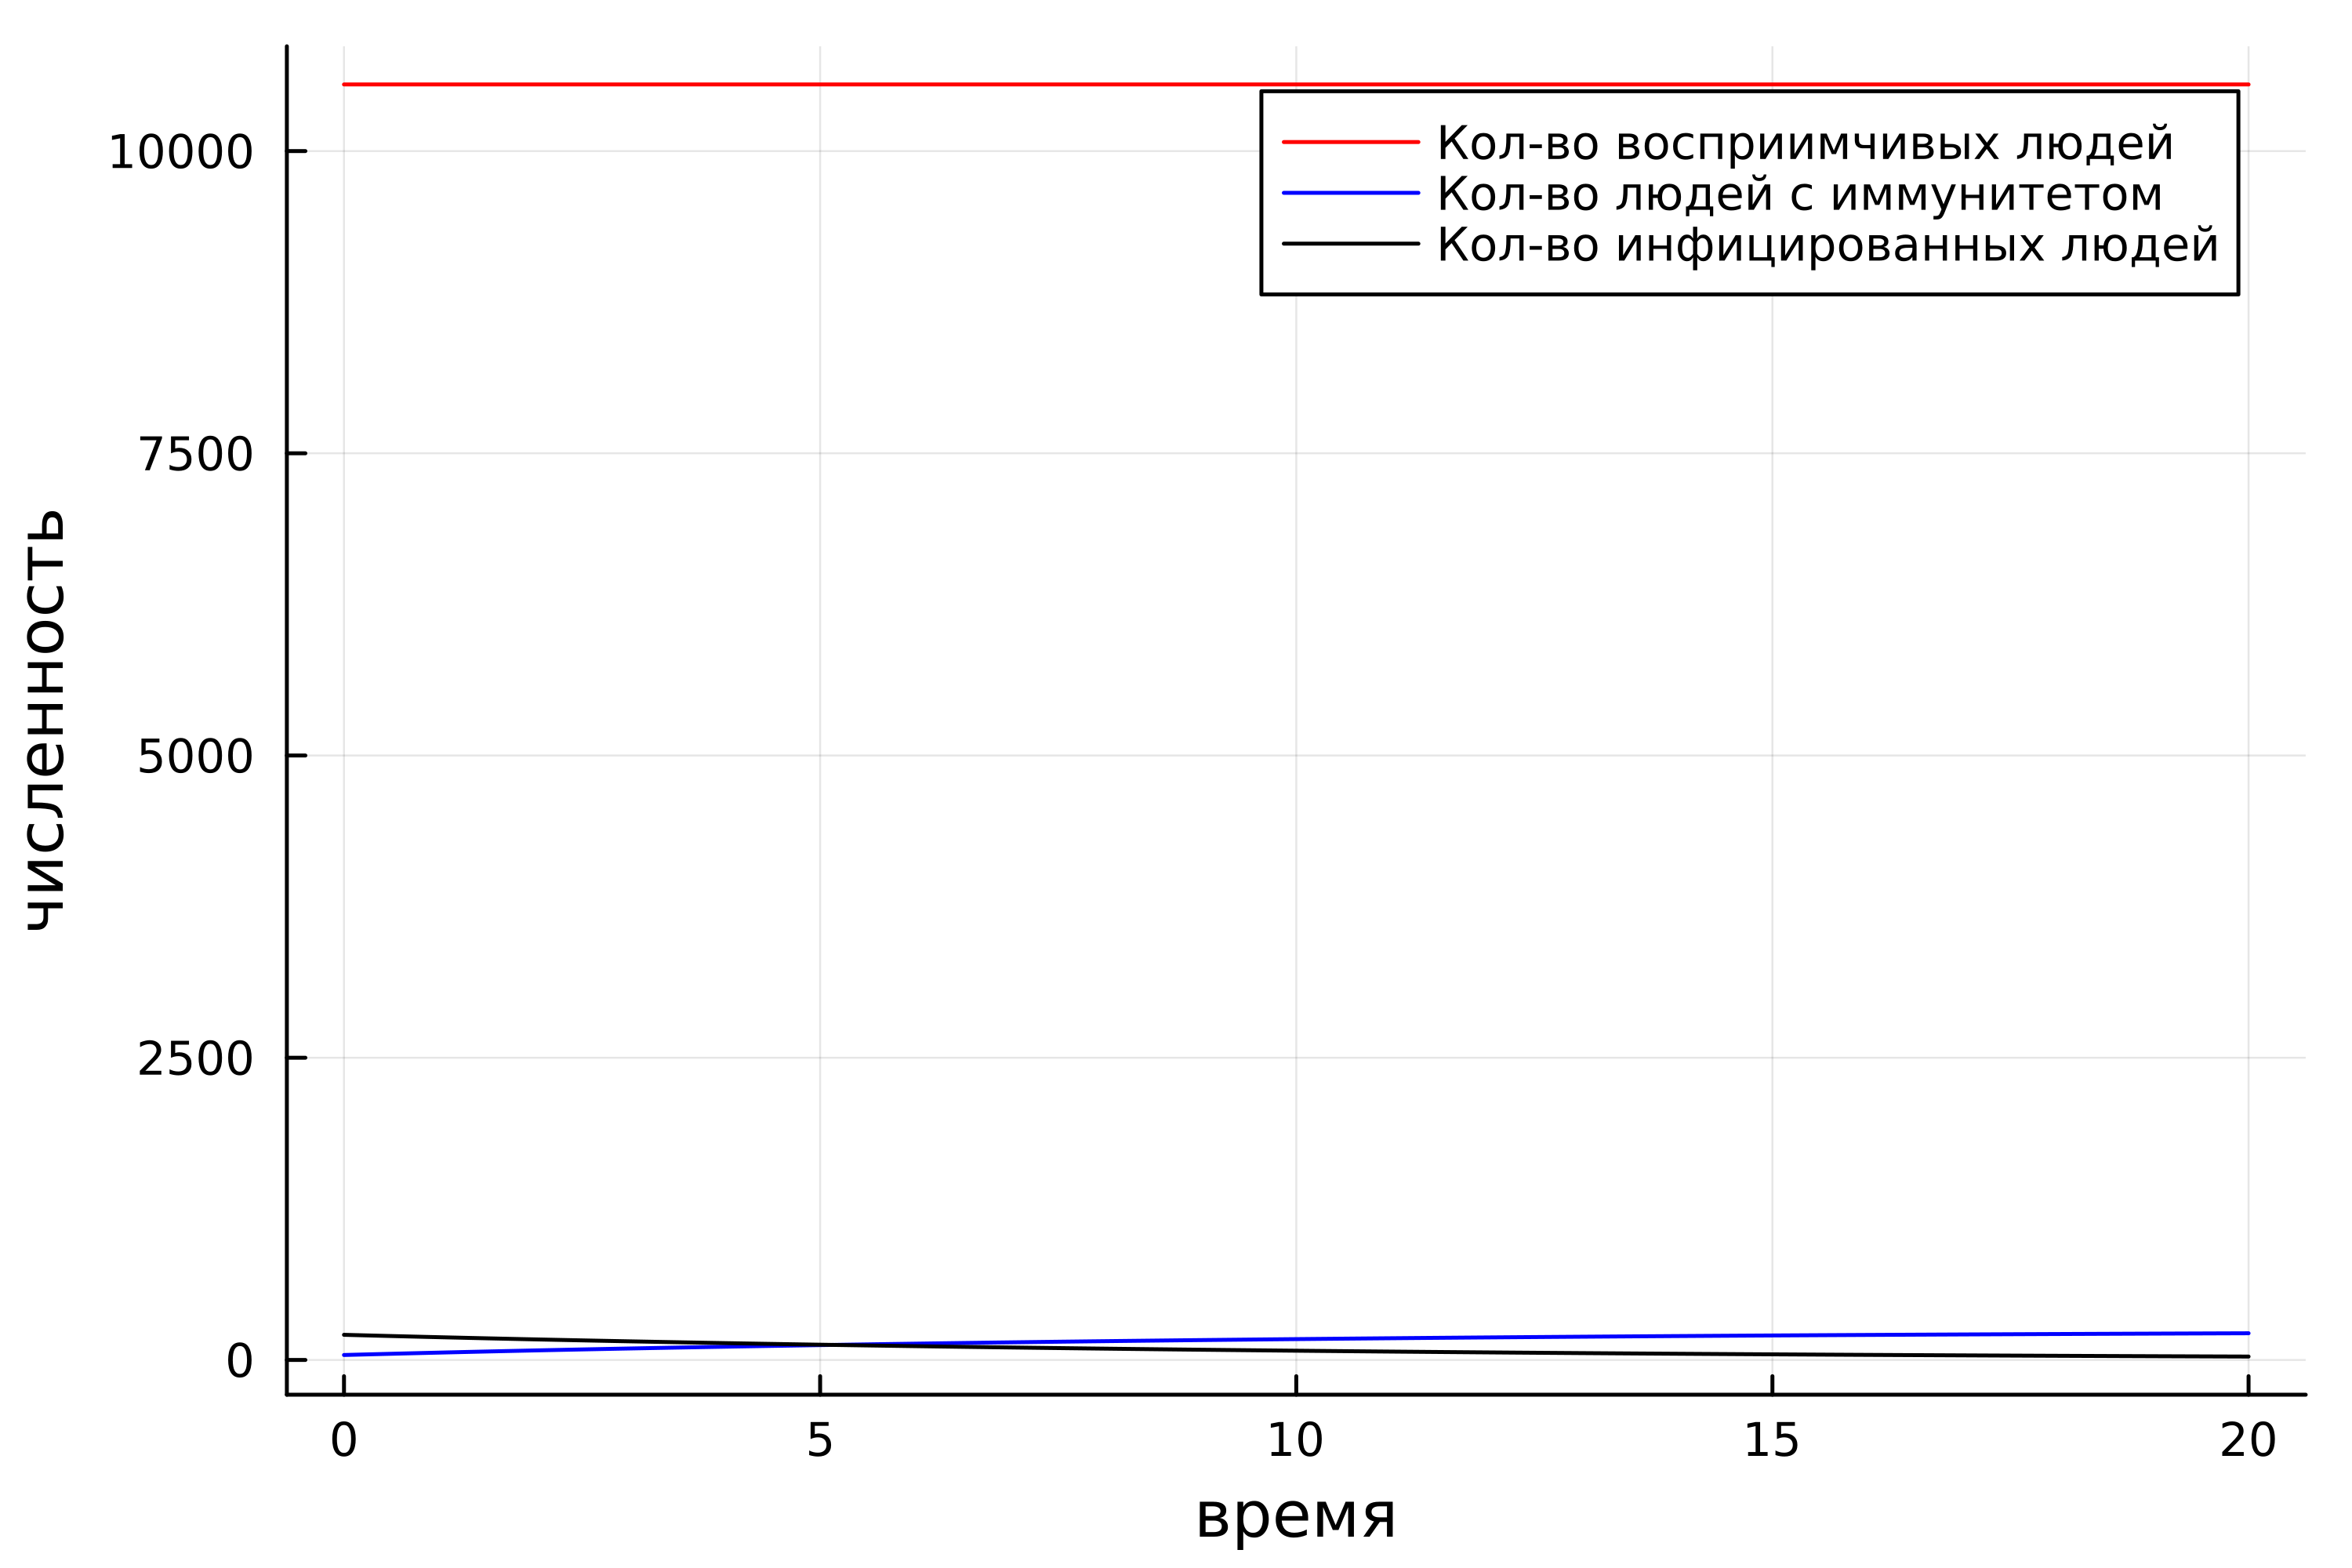 10000
7500
5000
2500
0
численность
Кол-во восприимчивых людей
Кол-во людей с иммунитетом
Кол-во инфицированных людей
0 5 10 15 20
время